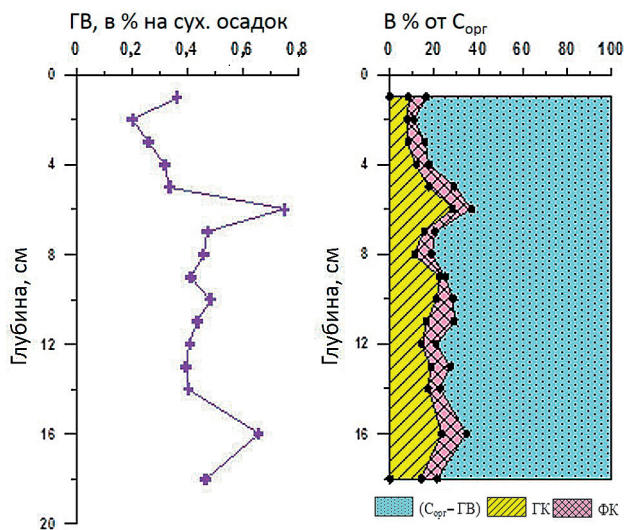 ГВ, в % на сух. осадок
0 0,2 0,4 0,6 0,8
0
4
8
12
16
20
Глубина, см
В % от Cорг
0 20 40 60 80 100
0
4
8
12
16
Глубина, см
(Cорг–ГВ) ГК ФК